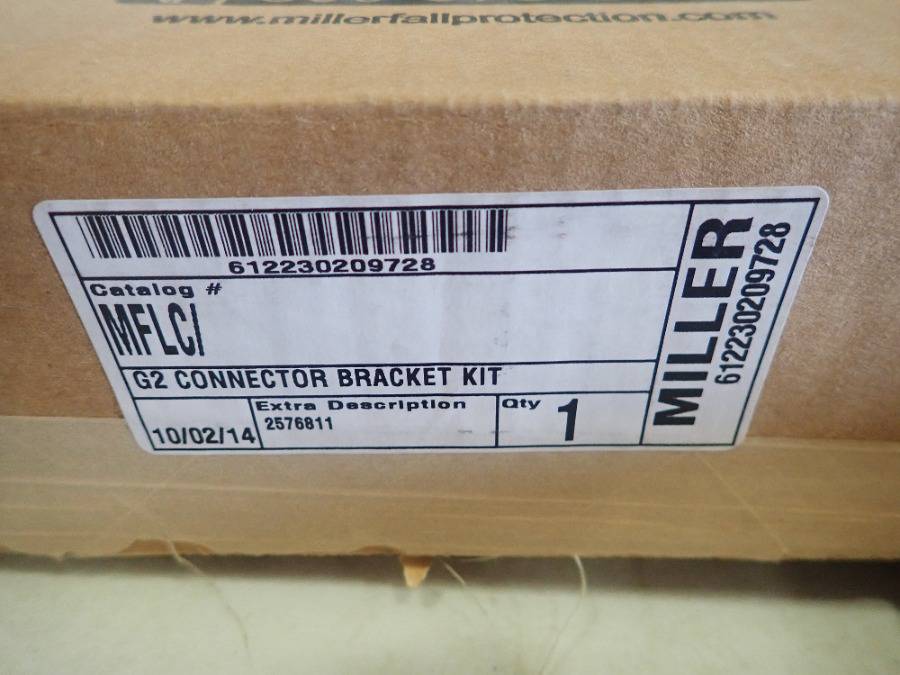 www.millerfallprotection.com
612230209728
Catalog #
MFLC/
G2 CONNECTOR BRACKET KIT
10/02/14
Extra Description
2576811
Qty
1
MILLER
612230209728